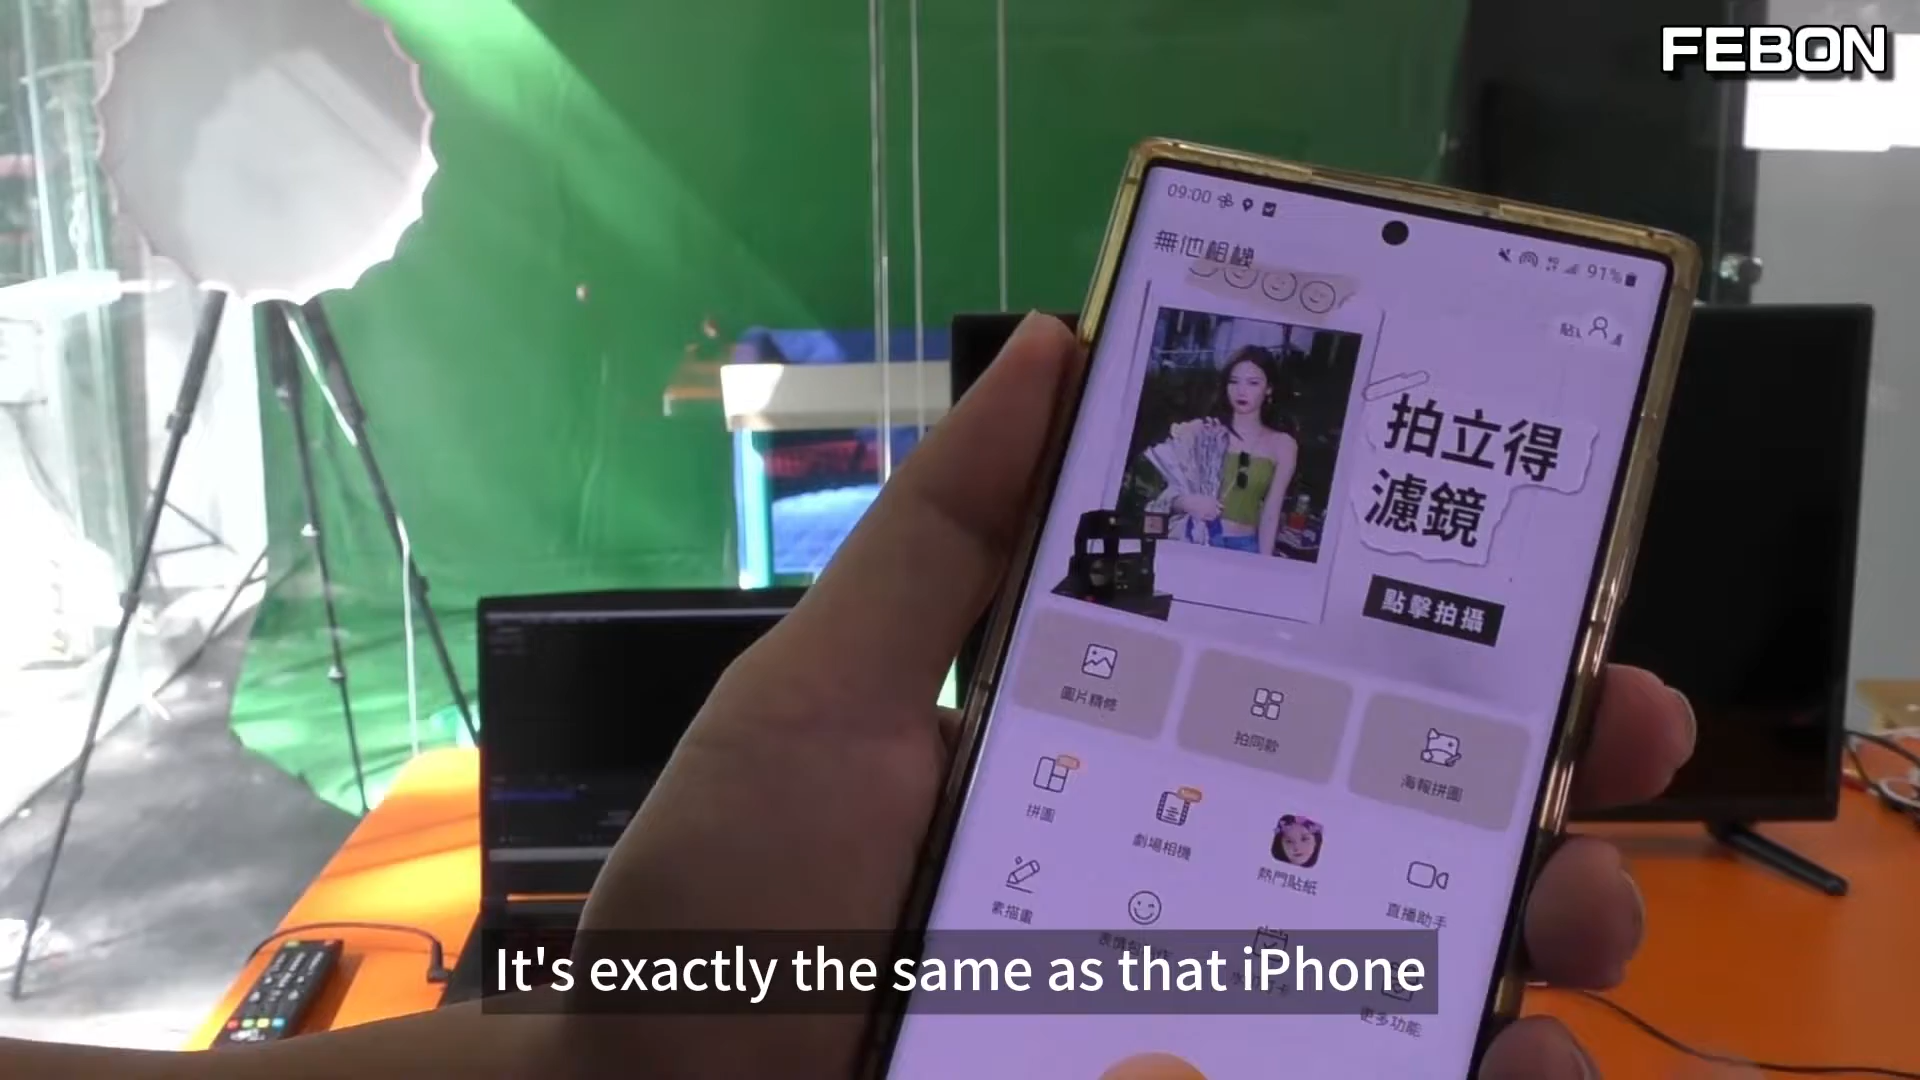 FEBON
09:00
91%
無他相機
拍立得
濾鏡
點擊拍攝
圖片精修
拍同款
海報拼圖
拼圖
劇場相機
熱門貼紙
直播助手
素描畫
更多功能
It's exactly the same as that iPhone